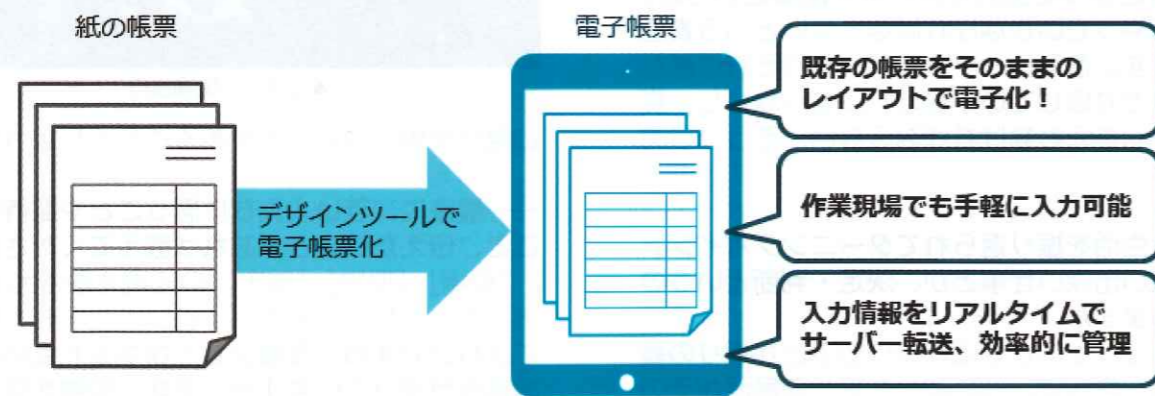 紙の帳票
電子帳票
デザインツールで
電子帳票化
既存の帳票をそのままの
レイアウトで電子化！
作業現場でも手軽に入力可能
入力情報をリアルタイムで
サーバー転送、効率的に管理